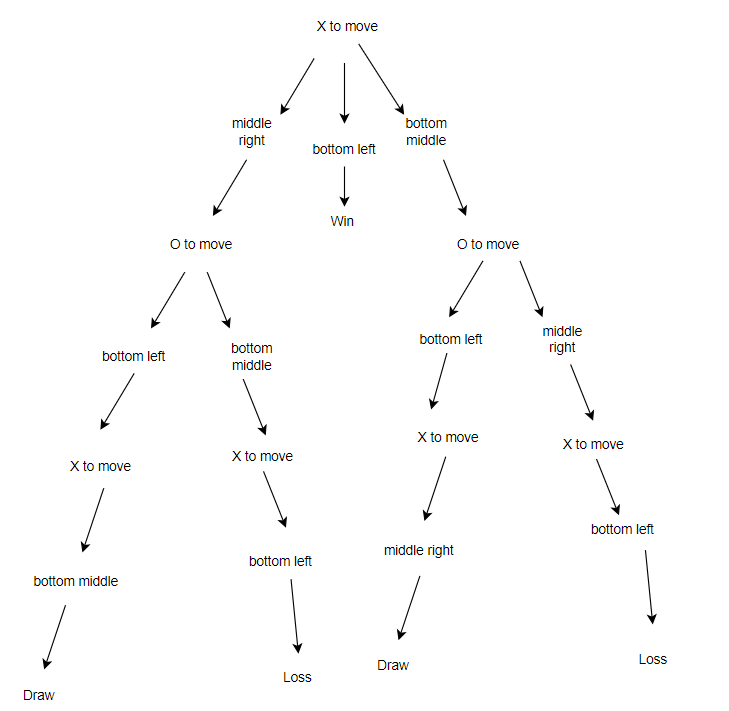 X to move
middle
right
bottom left
bottom
middle
Win
O to move
O to move
bottom left
bottom
middle
bottom left
middle
right
X to move
X to move
X to move
X to move
bottom middle
bottom left
middle right
bottom left
Draw
Loss
Draw
Loss